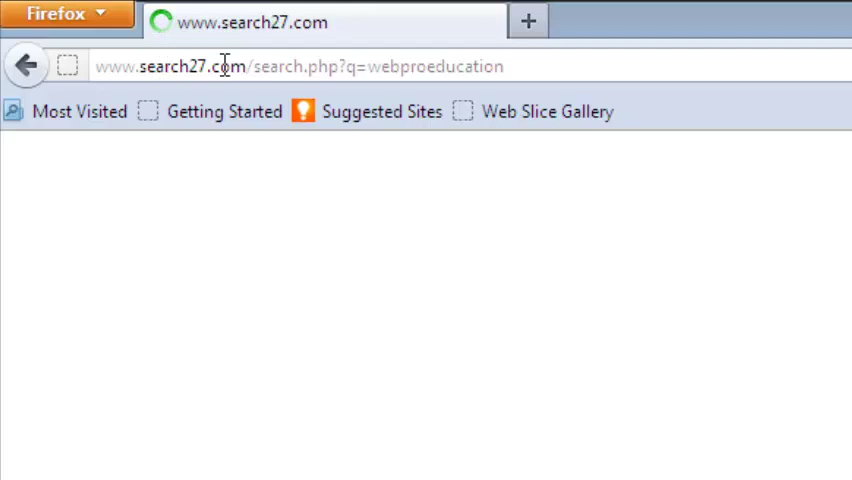 Firefox
www.search27.com
www.search27.com/search.php?q=webproeducation
Most Visited Getting Started Suggested Sites Web Slice Gallery